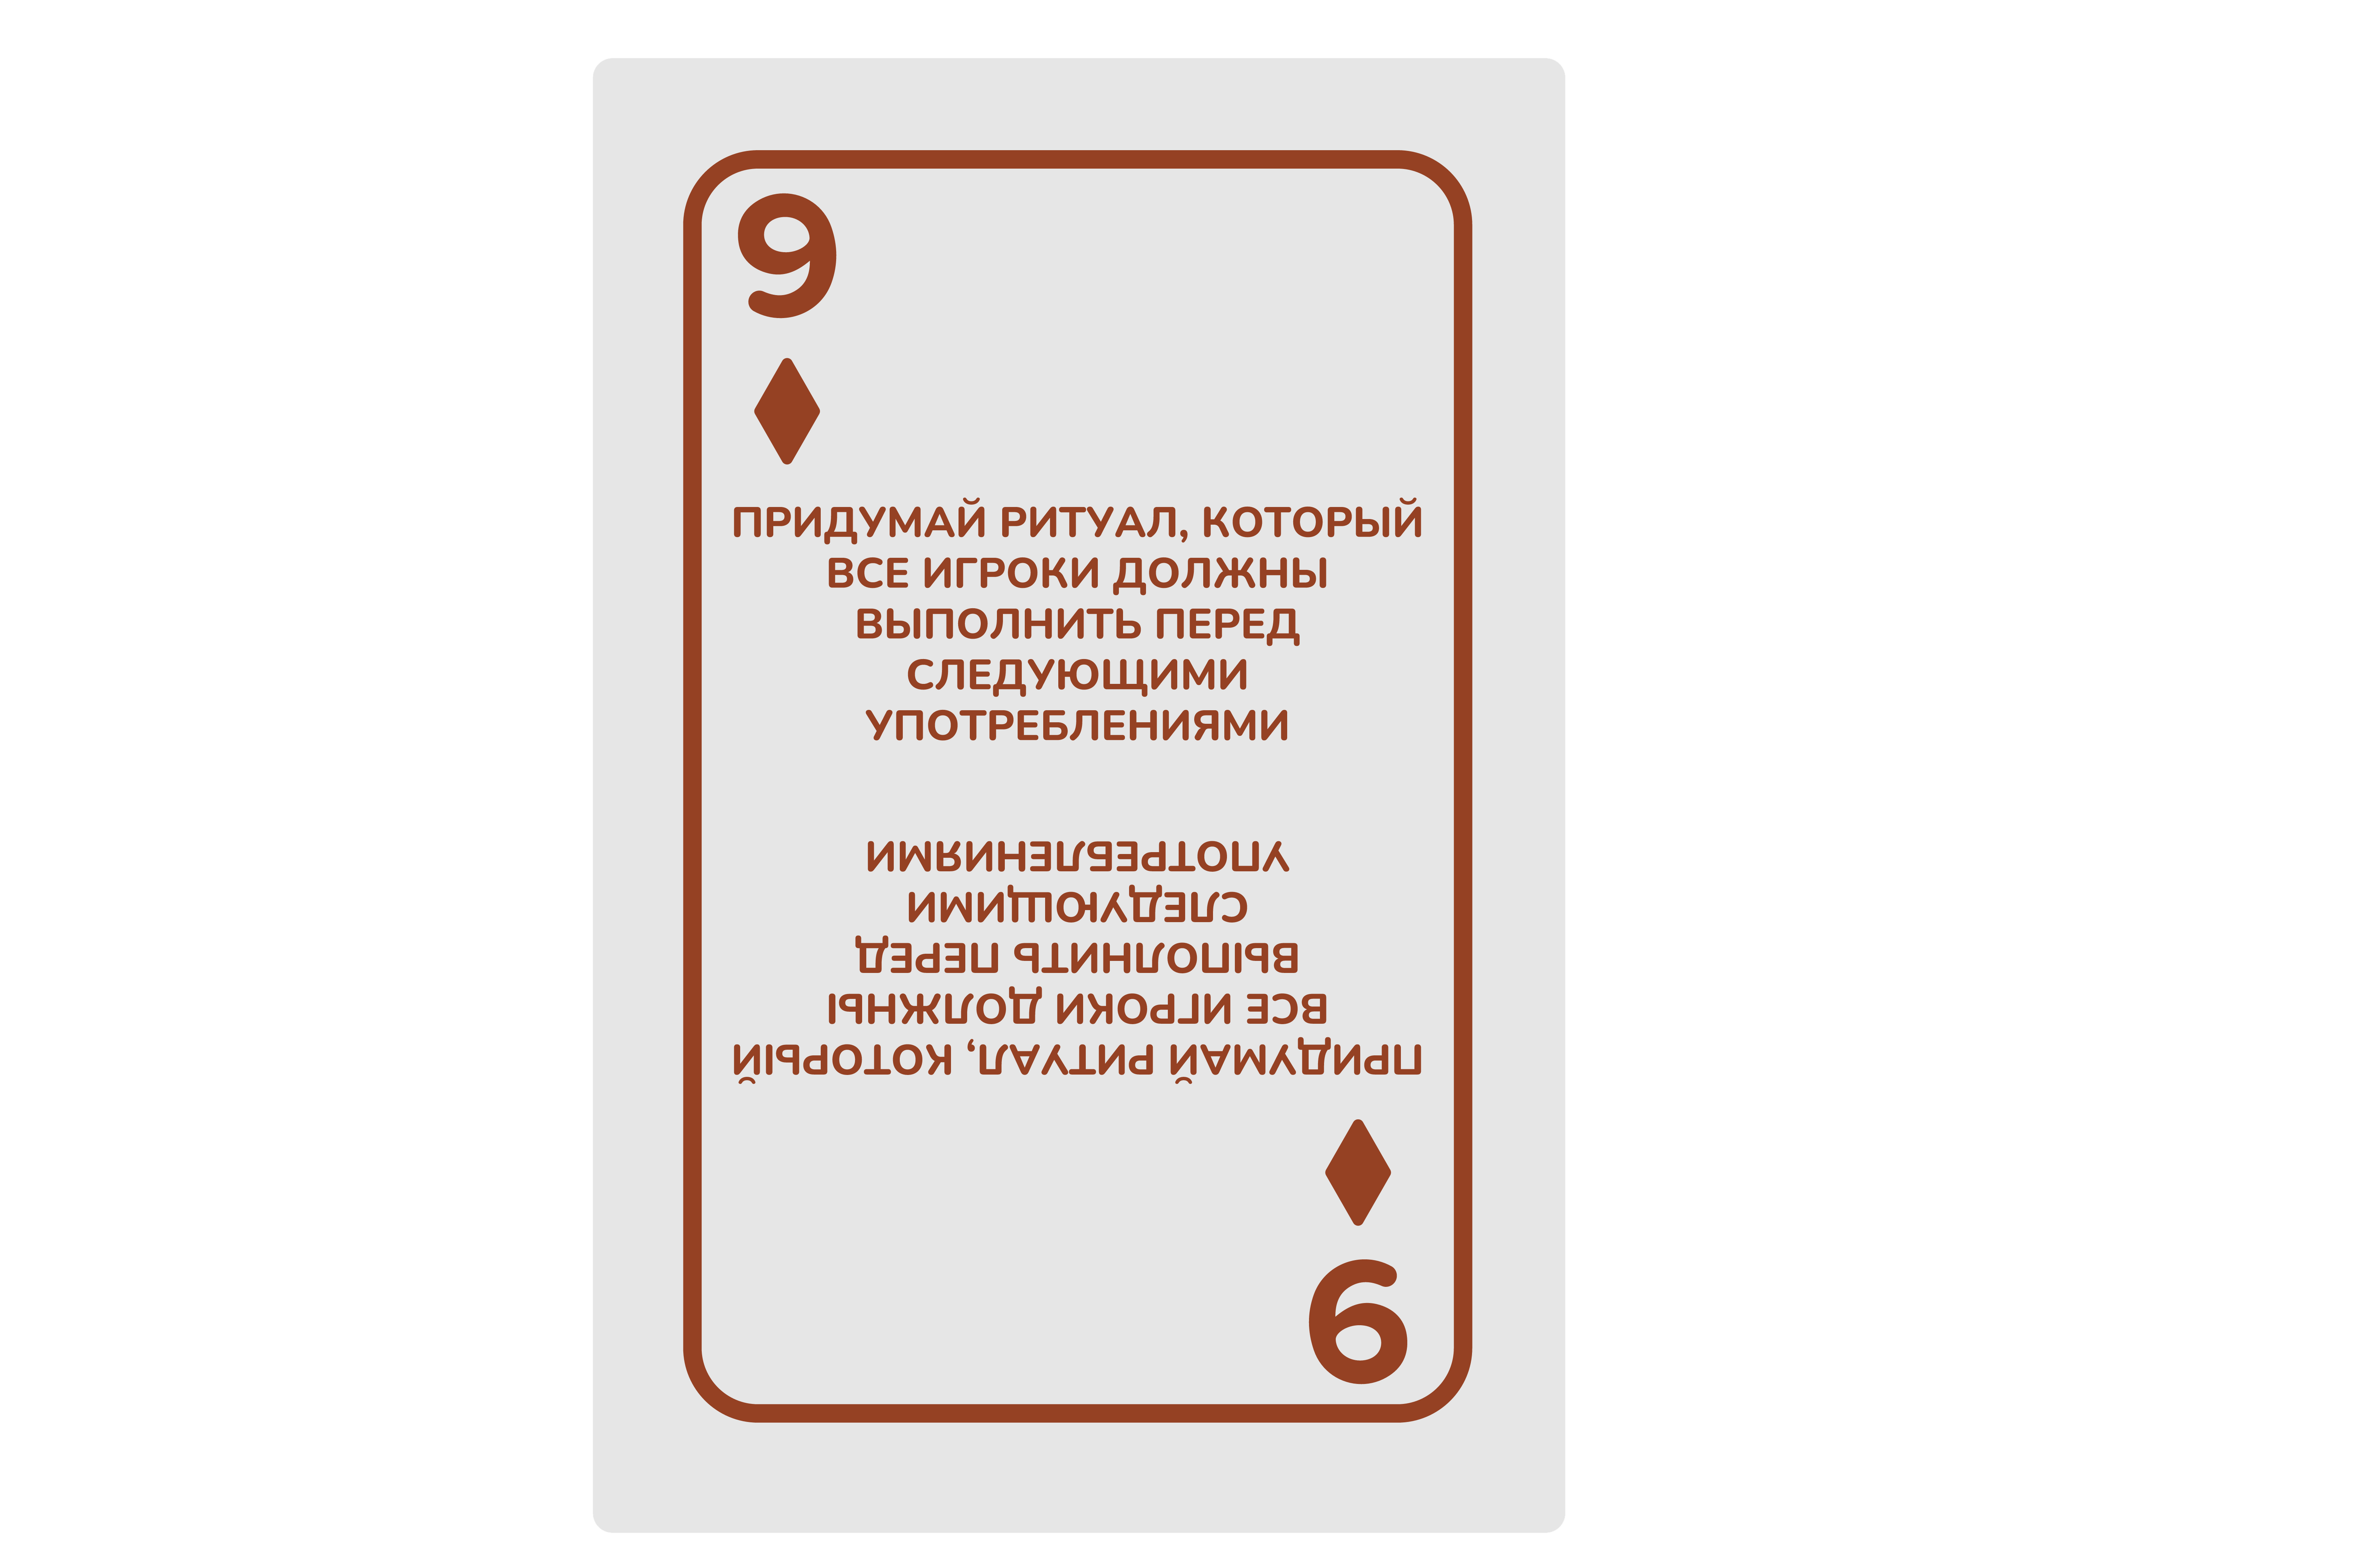 9
ПРИДУМАЙ РИТУАЛ, КОТОРЫЙ
ВСЕ ИГРОКИ ДОЛЖНЫ
ВЫПОЛНИТЬ ПЕРЕД
СЛЕДУЮЩИМИ
УПОТРЕБЛЕНИЯМИ
ПРИДУМАЙ РИТУАЛ, КОТОРЫЙ
ВСЕ ИГРОКИ ДОЛЖНЫ
ВЫПОЛНИТЬ ПЕРЕД
СЛЕДУЮЩИМИ
УПОТРЕБЛЕНИЯМИ
9